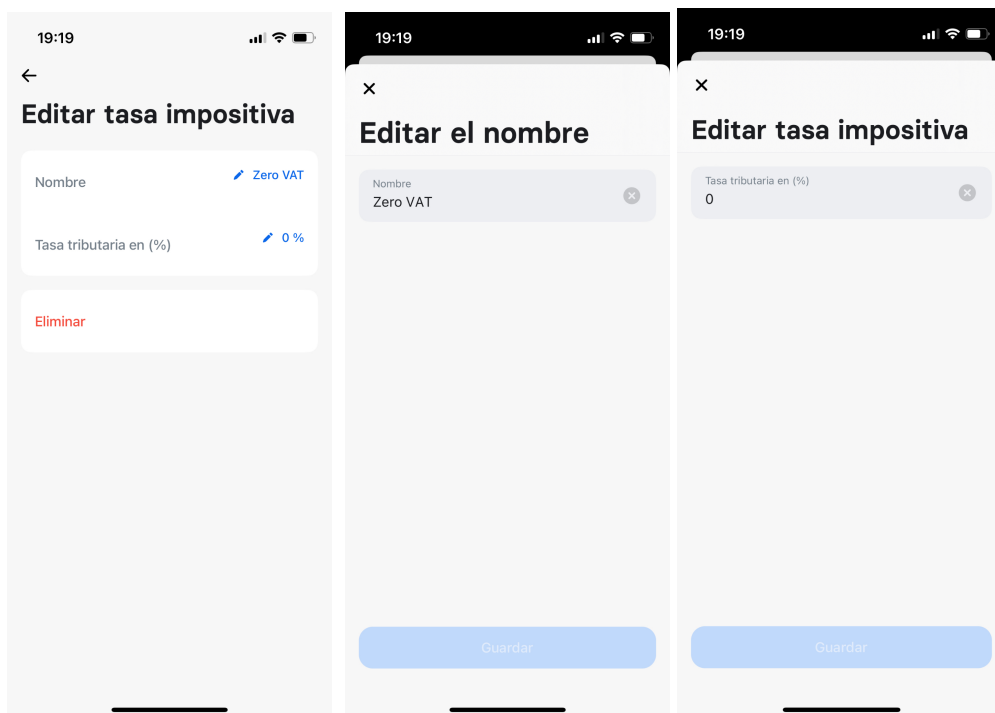 19:19
Editar tasa impositiva
Nombre
Zero VAT
Tasa tributaria en (%)
0 %
Eliminar
19:19
Editar el nombre
Nombre
Zero VAT
Guardar
19:19
Editar tasa impositiva
Tasa tributaria en (%)
0
Guardar